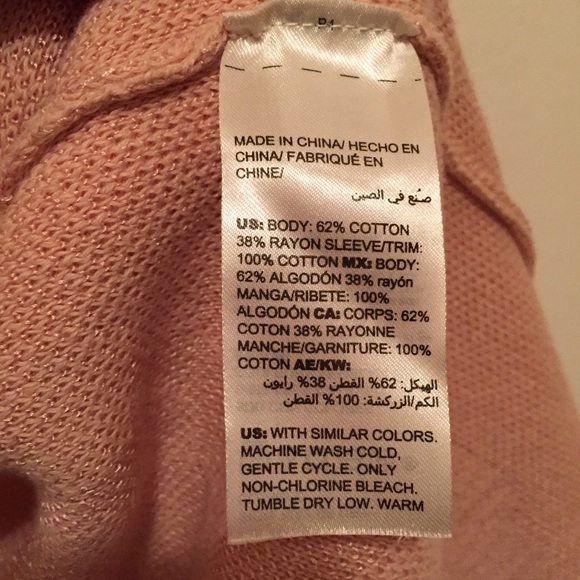 MADE IN CHINA/ HECHO EN
CHINA/ FABRIQUÉ EN
CHINE/
صُنع في الصين
US: BODY: 62% COTTON
38% RAYON SLEEVE/TRIM:
100% COTTON MX: BODY:
62% ALGODÓN 38% rayón
MANGA/RIBETE: 100%
ALGODÓN CA: CORPS: 62%
COTON 38% RAYONNE
MANCHE/GARNITURE: 100%
COTON AE/KW:
الهيكل: 62% القطن 38% رايون
الكم/الزركشة: 100% القطن
US: WITH SIMILAR COLORS.
MACHINE WASH COLD,
GENTLE CYCLE. ONLY
NON-CHLORINE BLEACH.
TUMBLE DRY LOW. WARM